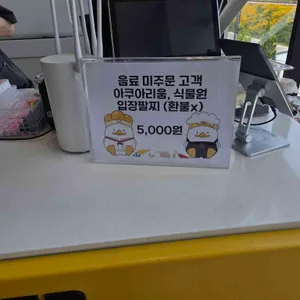 음료 미주문 고객
아쿠아리움, 식물원
입장팔찌 (환불x)
5,000원